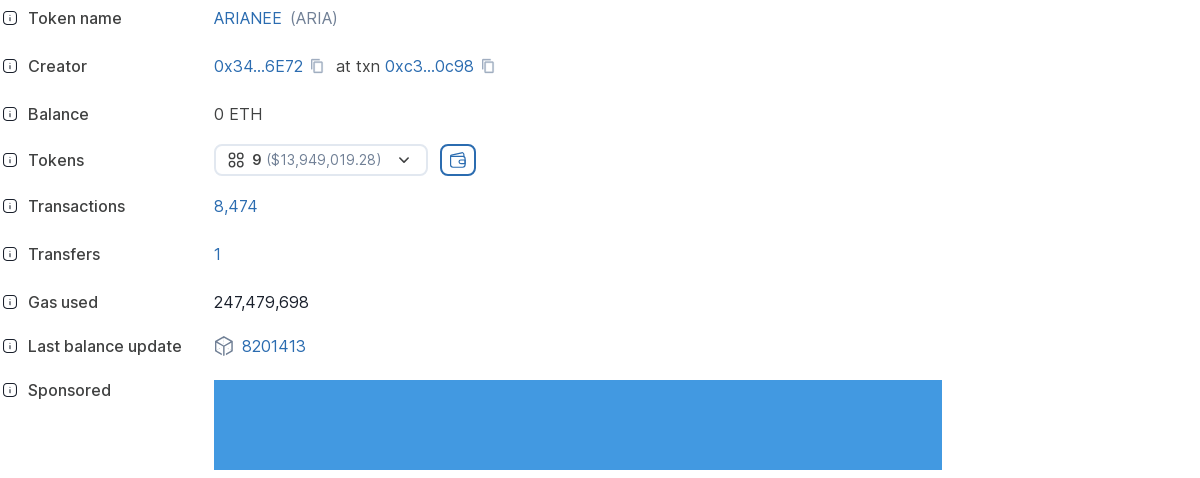 Token name ARIANEE (ARIA)
Creator 0x34...6E72 at txn 0xc3...0c98
Balance 0 ETH
Tokens 9 ($13,949,019.28)
Transactions 8,474
Transfers 1
Gas used 247,479,698
Last balance update 8201413
Sponsored